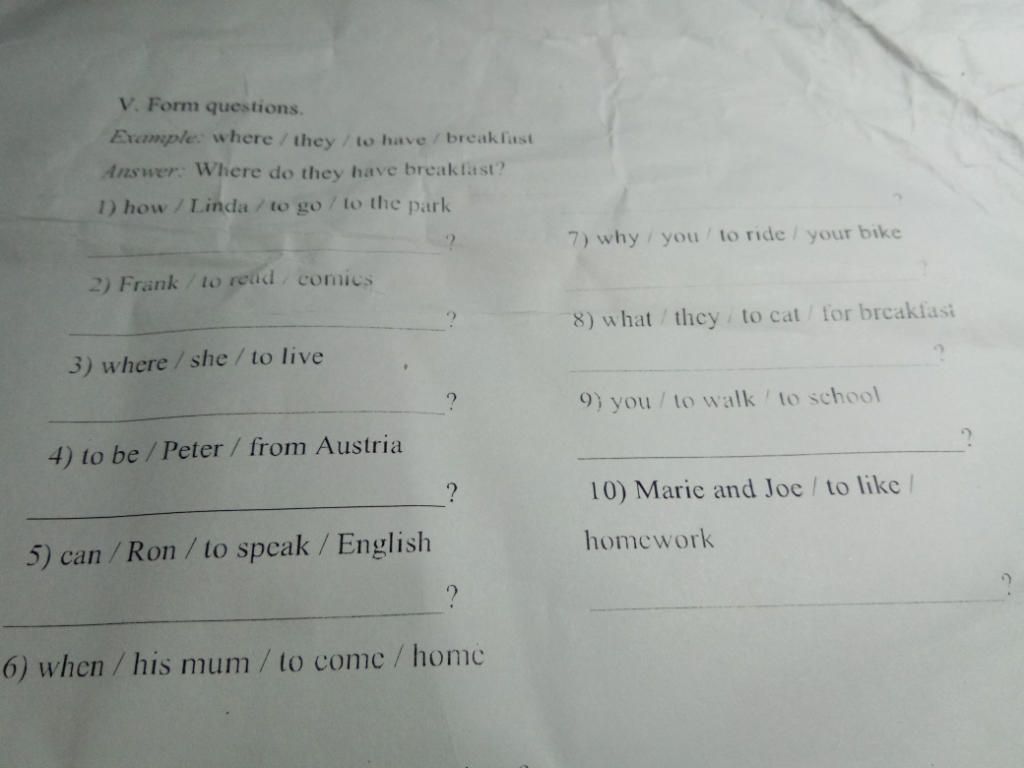 V. Form questions.
Example: where / they / to have / breakfast
Answer: Where do they have breakfast?
1) how / Linda / to go / to the park
?
2) Frank / to read / comics
?
3) where / she / to live
?
4) to be / Peter / from Austria
?
5) can / Ron / to speak / English
?
6) when / his mum / to come / home
?
7) why / you / to ride / your bike
?
8) what / they / to eat / for breakfast
?
9) you / to walk / to school
?
10) Marie and Joe / to like /
homework
?